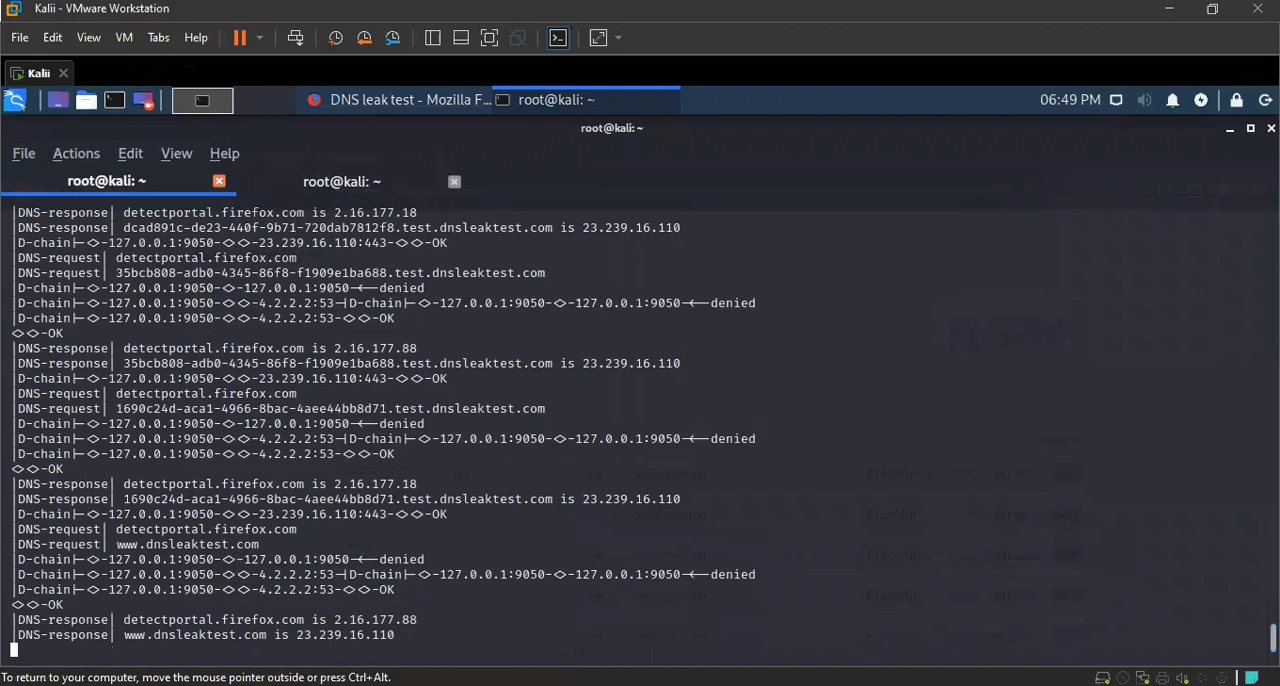 Kalii - VMware Workstation
File Edit View VM Tabs Help
Kalii
DNS leak test - Mozilla F... root@kali: ~ 06:49 PM
root@kali: ~
File Actions Edit View Help
root@kali: ~ root@kali: ~
|DNS-response| detectportal.firefox.com is 2.16.177.18
|DNS-response| dcad891c-de23-440f-9b71-720dab7812f8.test.dnsleaktest.com is 23.239.16.110
|D-chain|-<>-127.0.0.1:9050-<><>-23.239.16.110:443-<><>-OK
|DNS-request| detectportal.firefox.com
|DNS-request| 35bcb808-adb0-4345-86f8-f1909e1ba688.test.dnsleaktest.com
|D-chain|-<>-127.0.0.1:9050-<>-127.0.0.1:9050-<--denied
|D-chain|-<>-127.0.0.1:9050-<><>-4.2.2.2:53-|D-chain|-<>-127.0.0.1:9050-<>-127.0.0.1:9050-<--denied
|D-chain|-<>-127.0.0.1:9050-<><>-4.2.2.2:53-<><>-OK
<><>-OK
|DNS-response| detectportal.firefox.com is 2.16.177.88
|DNS-response| 35bcb808-adb0-4345-86f8-f1909e1ba688.test.dnsleaktest.com is 23.239.16.110
|D-chain|-<>-127.0.0.1:9050-<><>-23.239.16.110:443-<><>-OK
|DNS-request| detectportal.firefox.com
|DNS-request| 1690c24d-aca1-4966-8bac-4aee44bb8d71.test.dnsleaktest.com
|D-chain|-<>-127.0.0.1:9050-<>-127.0.0.1:9050-<--denied
|D-chain|-<>-127.0.0.1:9050-<><>-4.2.2.2:53-|D-chain|-<>-127.0.0.1:9050-<>-127.0.0.1:9050-<--denied
|D-chain|-<>-127.0.0.1:9050-<><>-4.2.2.2:53-<><>-OK
<><>-OK
|DNS-response| detectportal.firefox.com is 2.16.177.18
|DNS-response| 1690c24d-aca1-4966-8bac-4aee44bb8d71.test.dnsleaktest.com is 23.239.16.110
|D-chain|-<>-127.0.0.1:9050-<><>-23.239.16.110:443-<><>-OK
|DNS-request| detectportal.firefox.com
|DNS-request| www.dnsleaktest.com
|D-chain|-<>-127.0.0.1:9050-<>-127.0.0.1:9050-<--denied
|D-chain|-<>-127.0.0.1:9050-<><>-4.2.2.2:53-|D-chain|-<>-127.0.0.1:9050-<>-127.0.0.1:9050-<--denied
|D-chain|-<>-127.0.0.1:9050-<><>-4.2.2.2:53-<><>-OK
<><>-OK
|DNS-response| detectportal.firefox.com is 2.16.177.88
|DNS-response| www.dnsleaktest.com is 23.239.16.110
To return to your computer, move the mouse pointer outside or press Ctrl+Alt.